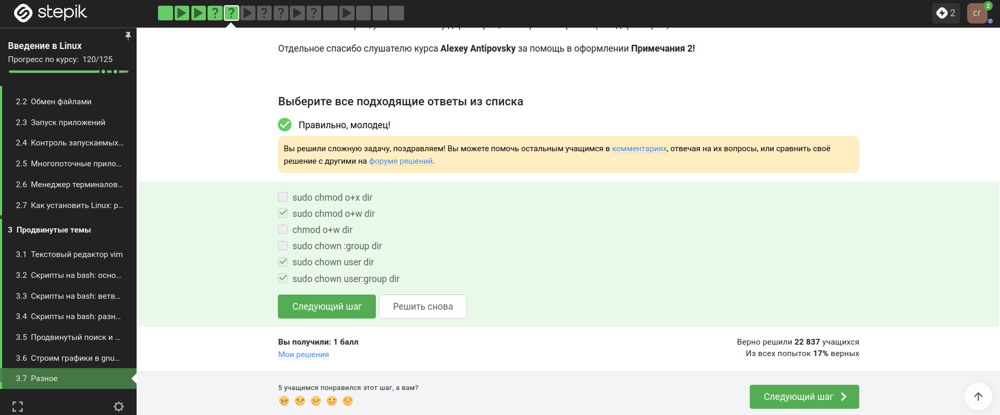 stepik
2
СГ
2
Введение в Linux
Прогресс по курсу: 120/125
2.2 Обмен файлами
2.3 Запуск приложений
2.4 Контроль запускаемых...
2.5 Многопоточные прило...
2.6 Менеджер терминалов...
2.7 Как установить Linux: р...
3 Продвинутые темы
3.1 Текстовый редактор vim
3.2 Скрипты на bash: осно...
3.3 Скрипты на bash: ветв...
3.4 Скрипты на bash: разн...
3.5 Продвинутый поиск и ...
3.6 Строим графики в gnu...
3.7 Разное
Отдельное спасибо слушателю курса Alexey Antipovsky за помощь в оформлении Примечания 2!
Выберите все подходящие ответы из списка
Правильно, молодец!
Вы решили сложную задачу, поздравляем! Вы можете помочь остальным учащимся в комментариях, отвечая на их вопросы, или сравнить своё
решение с другими на форуме решений.
sudo chmod o+x dir
sudo chmod o+w dir
chmod o+w dir
sudo chown :group dir
sudo chown user dir
sudo chown user:group dir
Следующий шаг
Решить снова
Вы получили: 1 балл
Мои решения
Верно решили 22 837 учащихся
Из всех попыток 17% верных
5 учащимся понравился этот шаг, а вам?
Следующий шаг